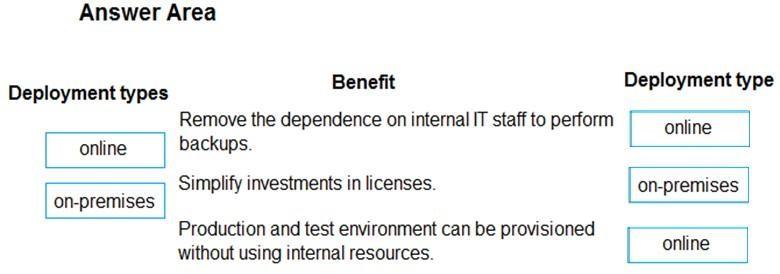 Answer Area
Deployment types
Benefit
Deployment type
online
Remove the dependence on internal IT staff to perform
backups.
online
on-premises
Simplify investments in licenses.
on-premises
Production and test environment can be provisioned
without using internal resources.
online